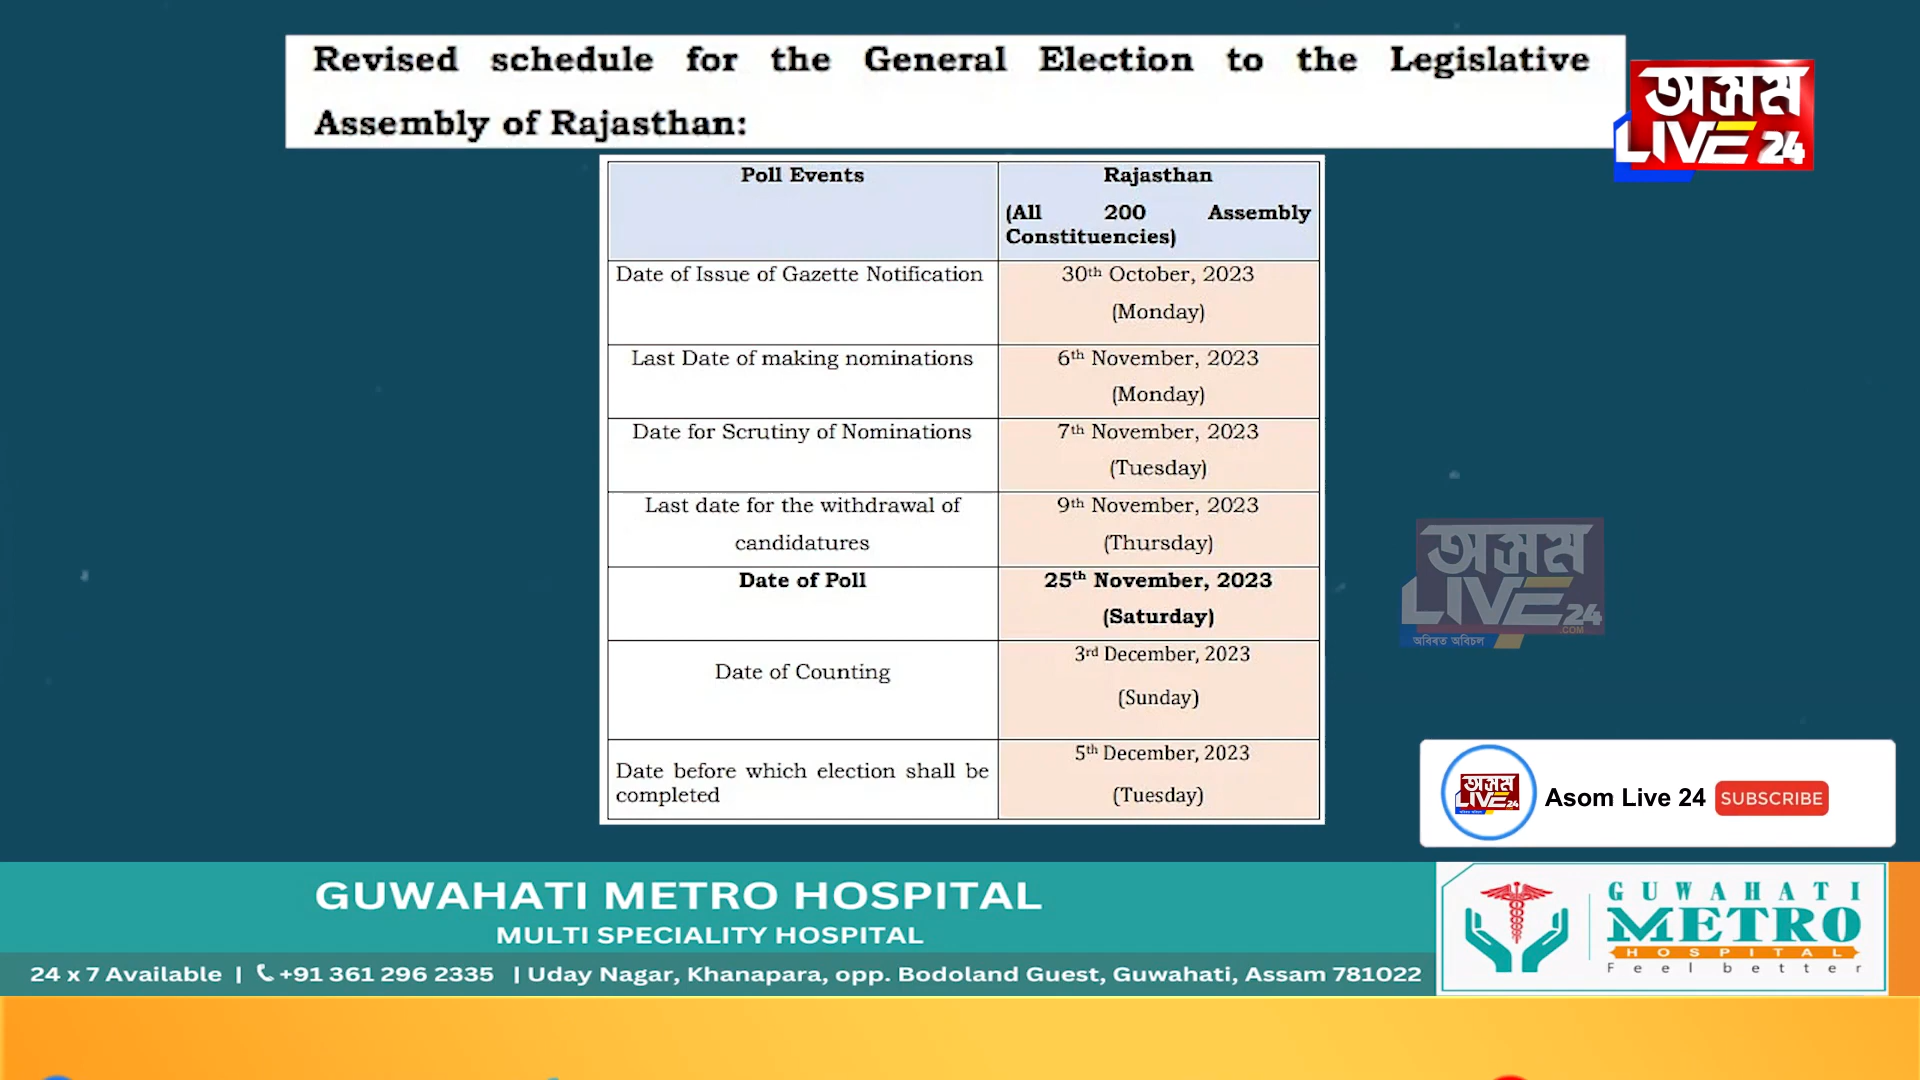 Revised schedule for the General Election to the Legislative
Assembly of Rajasthan:
অসম
LIVE 24
Poll Events
Rajasthan
(All 200 Assembly
Constituencies)
Date of Issue of Gazette Notification
30th October, 2023
(Monday)
Last Date of making nominations
6th November, 2023
(Monday)
Date for Scrutiny of Nominations
7th November, 2023
(Tuesday)
Last date for the withdrawal of
candidatures
9th November, 2023
(Thursday)
Date of Poll
25th November, 2023
(Saturday)
Date of Counting
3rd December, 2023
(Sunday)
Date before which election shall be
completed
5th December, 2023
(Tuesday)
অসম
LIVE 24
.COM
অবিৰত অবিচল
অসম
LIVE 24
Asom Live 24
SUBSCRIBE
GUWAHATI METRO HOSPITAL
MULTI SPECIALITY HOSPITAL
24 x 7 Available | +91 361 296 2335 | Uday Nagar, Khanapara, opp. Bodoland Guest, Guwahati, Assam 781022
GUWAHATI
METRO
HOSPITAL
Feel better